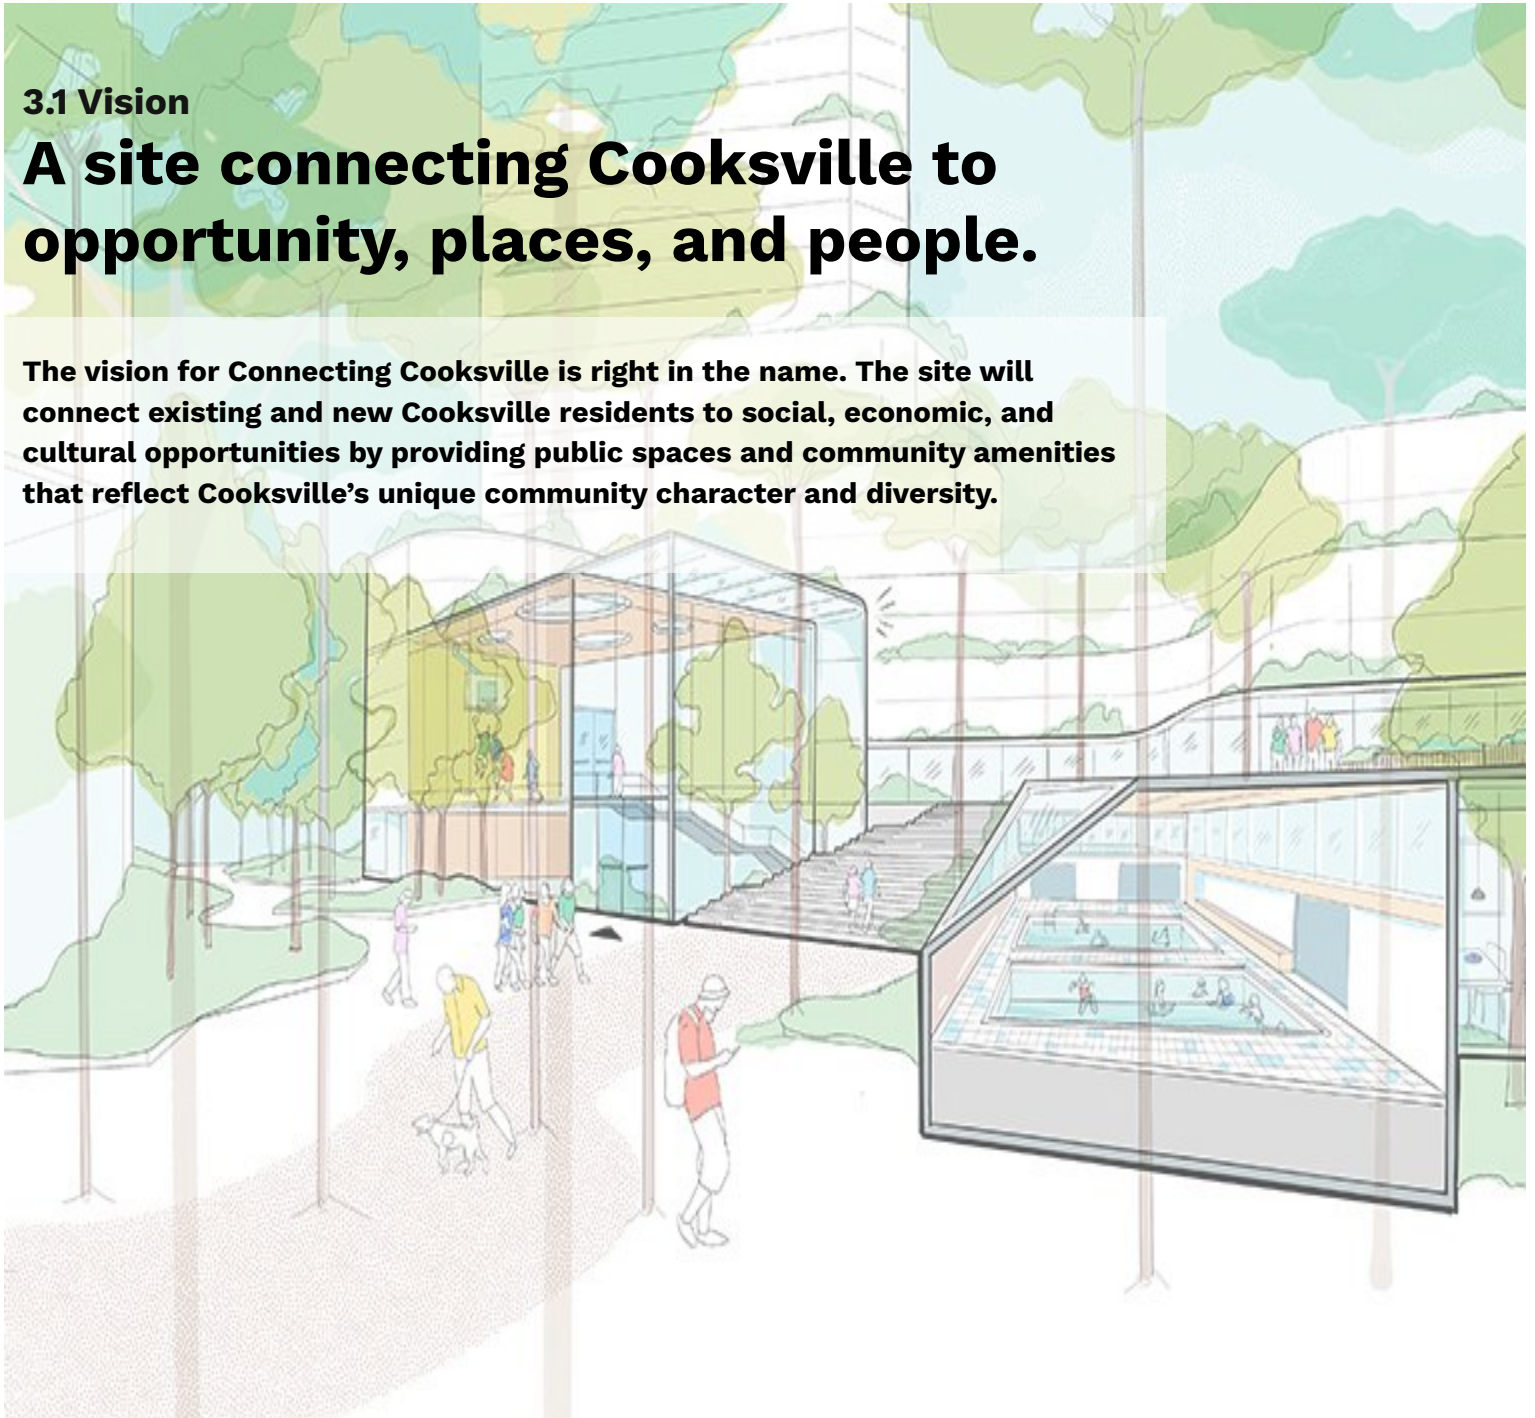 3.1 Vision
A site connecting Cooksville to
opportunity, places, and people.
The vision for Connecting Cooksville is right in the name. The site will
connect existing and new Cooksville residents to social, economic, and
cultural opportunities by providing public spaces and community amenities
that reflect Cooksville’s unique community character and diversity.